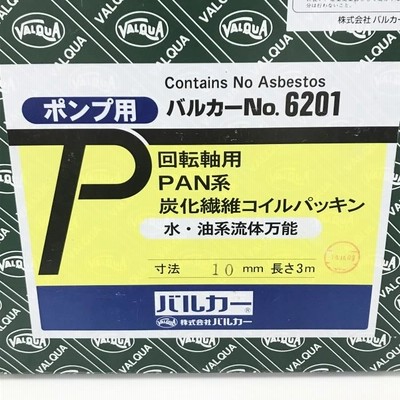 VALQUA
株式会社 バルカー
Contains No Asbestos
ポンプ用
バルカーNo. 6201
P
回転軸用
PAN系
炭化繊維コイルパッキン
水・油系流体万能
寸法 10 mm 長さ3m
バルカー®
VALQUA 株式会社 バルカー